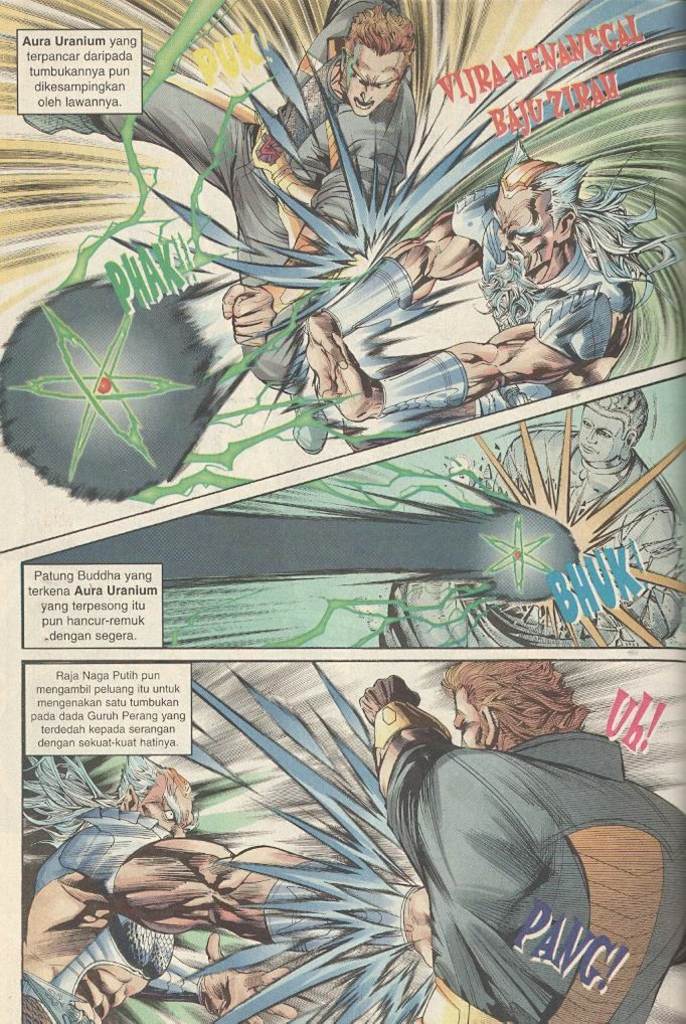 Aura Uranium yang
terpancar daripada
tumbukannya pun
dikesampingkan
oleh lawannya.
PUK!
VIJRA MENANGGAL
BAJU ZIRAH
PHAK!!
Patung Buddha yang
terkena Aura Uranium
yang terpesong itu
pun hancur-remuk
dengan segera.
BHUK!
Raja Naga Putih pun
mengambil peluang itu untuk
mengenakan satu tumbukan
pada dada Guruh Perang yang
terdedah kepada serangan
dengan sekuat-kuat hatinya.
Uh!
PANG!